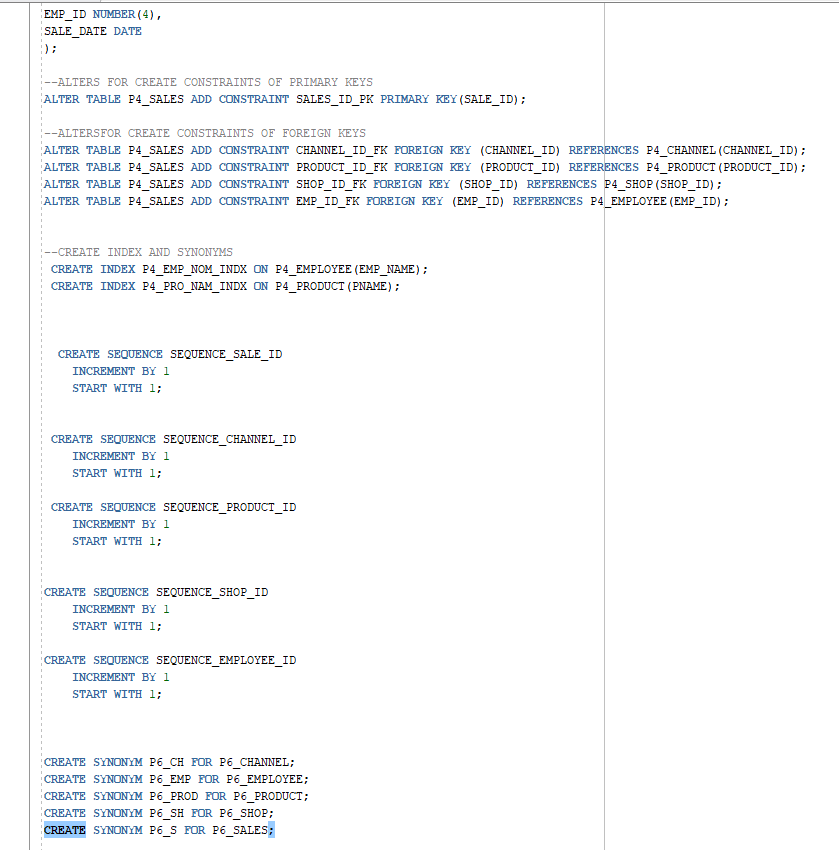 EMP_ID NUMBER(4),
SALE_DATE DATE
);
--ALTERS FOR CREATE CONSTRAINTS OF PRIMARY KEYS
ALTER TABLE P4_SALES ADD CONSTRAINT SALES_ID_PK PRIMARY KEY(SALE_ID);
--ALTERSFOR CREATE CONSTRAINTS OF FOREIGN KEYS
ALTER TABLE P4_SALES ADD CONSTRAINT CHANNEL_ID_FK FOREIGN KEY (CHANNEL_ID) REFERENCES P4_CHANNEL(CHANNEL_ID);
ALTER TABLE P4_SALES ADD CONSTRAINT PRODUCT_ID_FK FOREIGN KEY (PRODUCT_ID) REFERENCES P4_PRODUCT(PRODUCT_ID);
ALTER TABLE P4_SALES ADD CONSTRAINT SHOP_ID_FK FOREIGN KEY (SHOP_ID) REFERENCES P4_SHOP(SHOP_ID);
ALTER TABLE P4_SALES ADD CONSTRAINT EMP_ID_FK FOREIGN KEY (EMP_ID) REFERENCES P4_EMPLOYEE(EMP_ID);
--CREATE INDEX AND SYNONYMS
CREATE INDEX P4_EMP_NOM_INDX ON P4_EMPLOYEE(EMP_NAME);
CREATE INDEX P4_PRO_NAM_INDX ON P4_PRODUCT(PNAME);
CREATE SEQUENCE SEQUENCE_SALE_ID
INCREMENT BY 1
START WITH 1;
CREATE SEQUENCE SEQUENCE_CHANNEL_ID
INCREMENT BY 1
START WITH 1;
CREATE SEQUENCE SEQUENCE_PRODUCT_ID
INCREMENT BY 1
START WITH 1;
CREATE SEQUENCE SEQUENCE_SHOP_ID
INCREMENT BY 1
START WITH 1;
CREATE SEQUENCE SEQUENCE_EMPLOYEE_ID
INCREMENT BY 1
START WITH 1;
CREATE SYNONYM P6_CH FOR P6_CHANNEL;
CREATE SYNONYM P6_EMP FOR P6_EMPLOYEE;
CREATE SYNONYM P6_PROD FOR P6_PRODUCT;
CREATE SYNONYM P6_SH FOR P6_SHOP;
CREATE SYNONYM P6_S FOR P6_SALES;